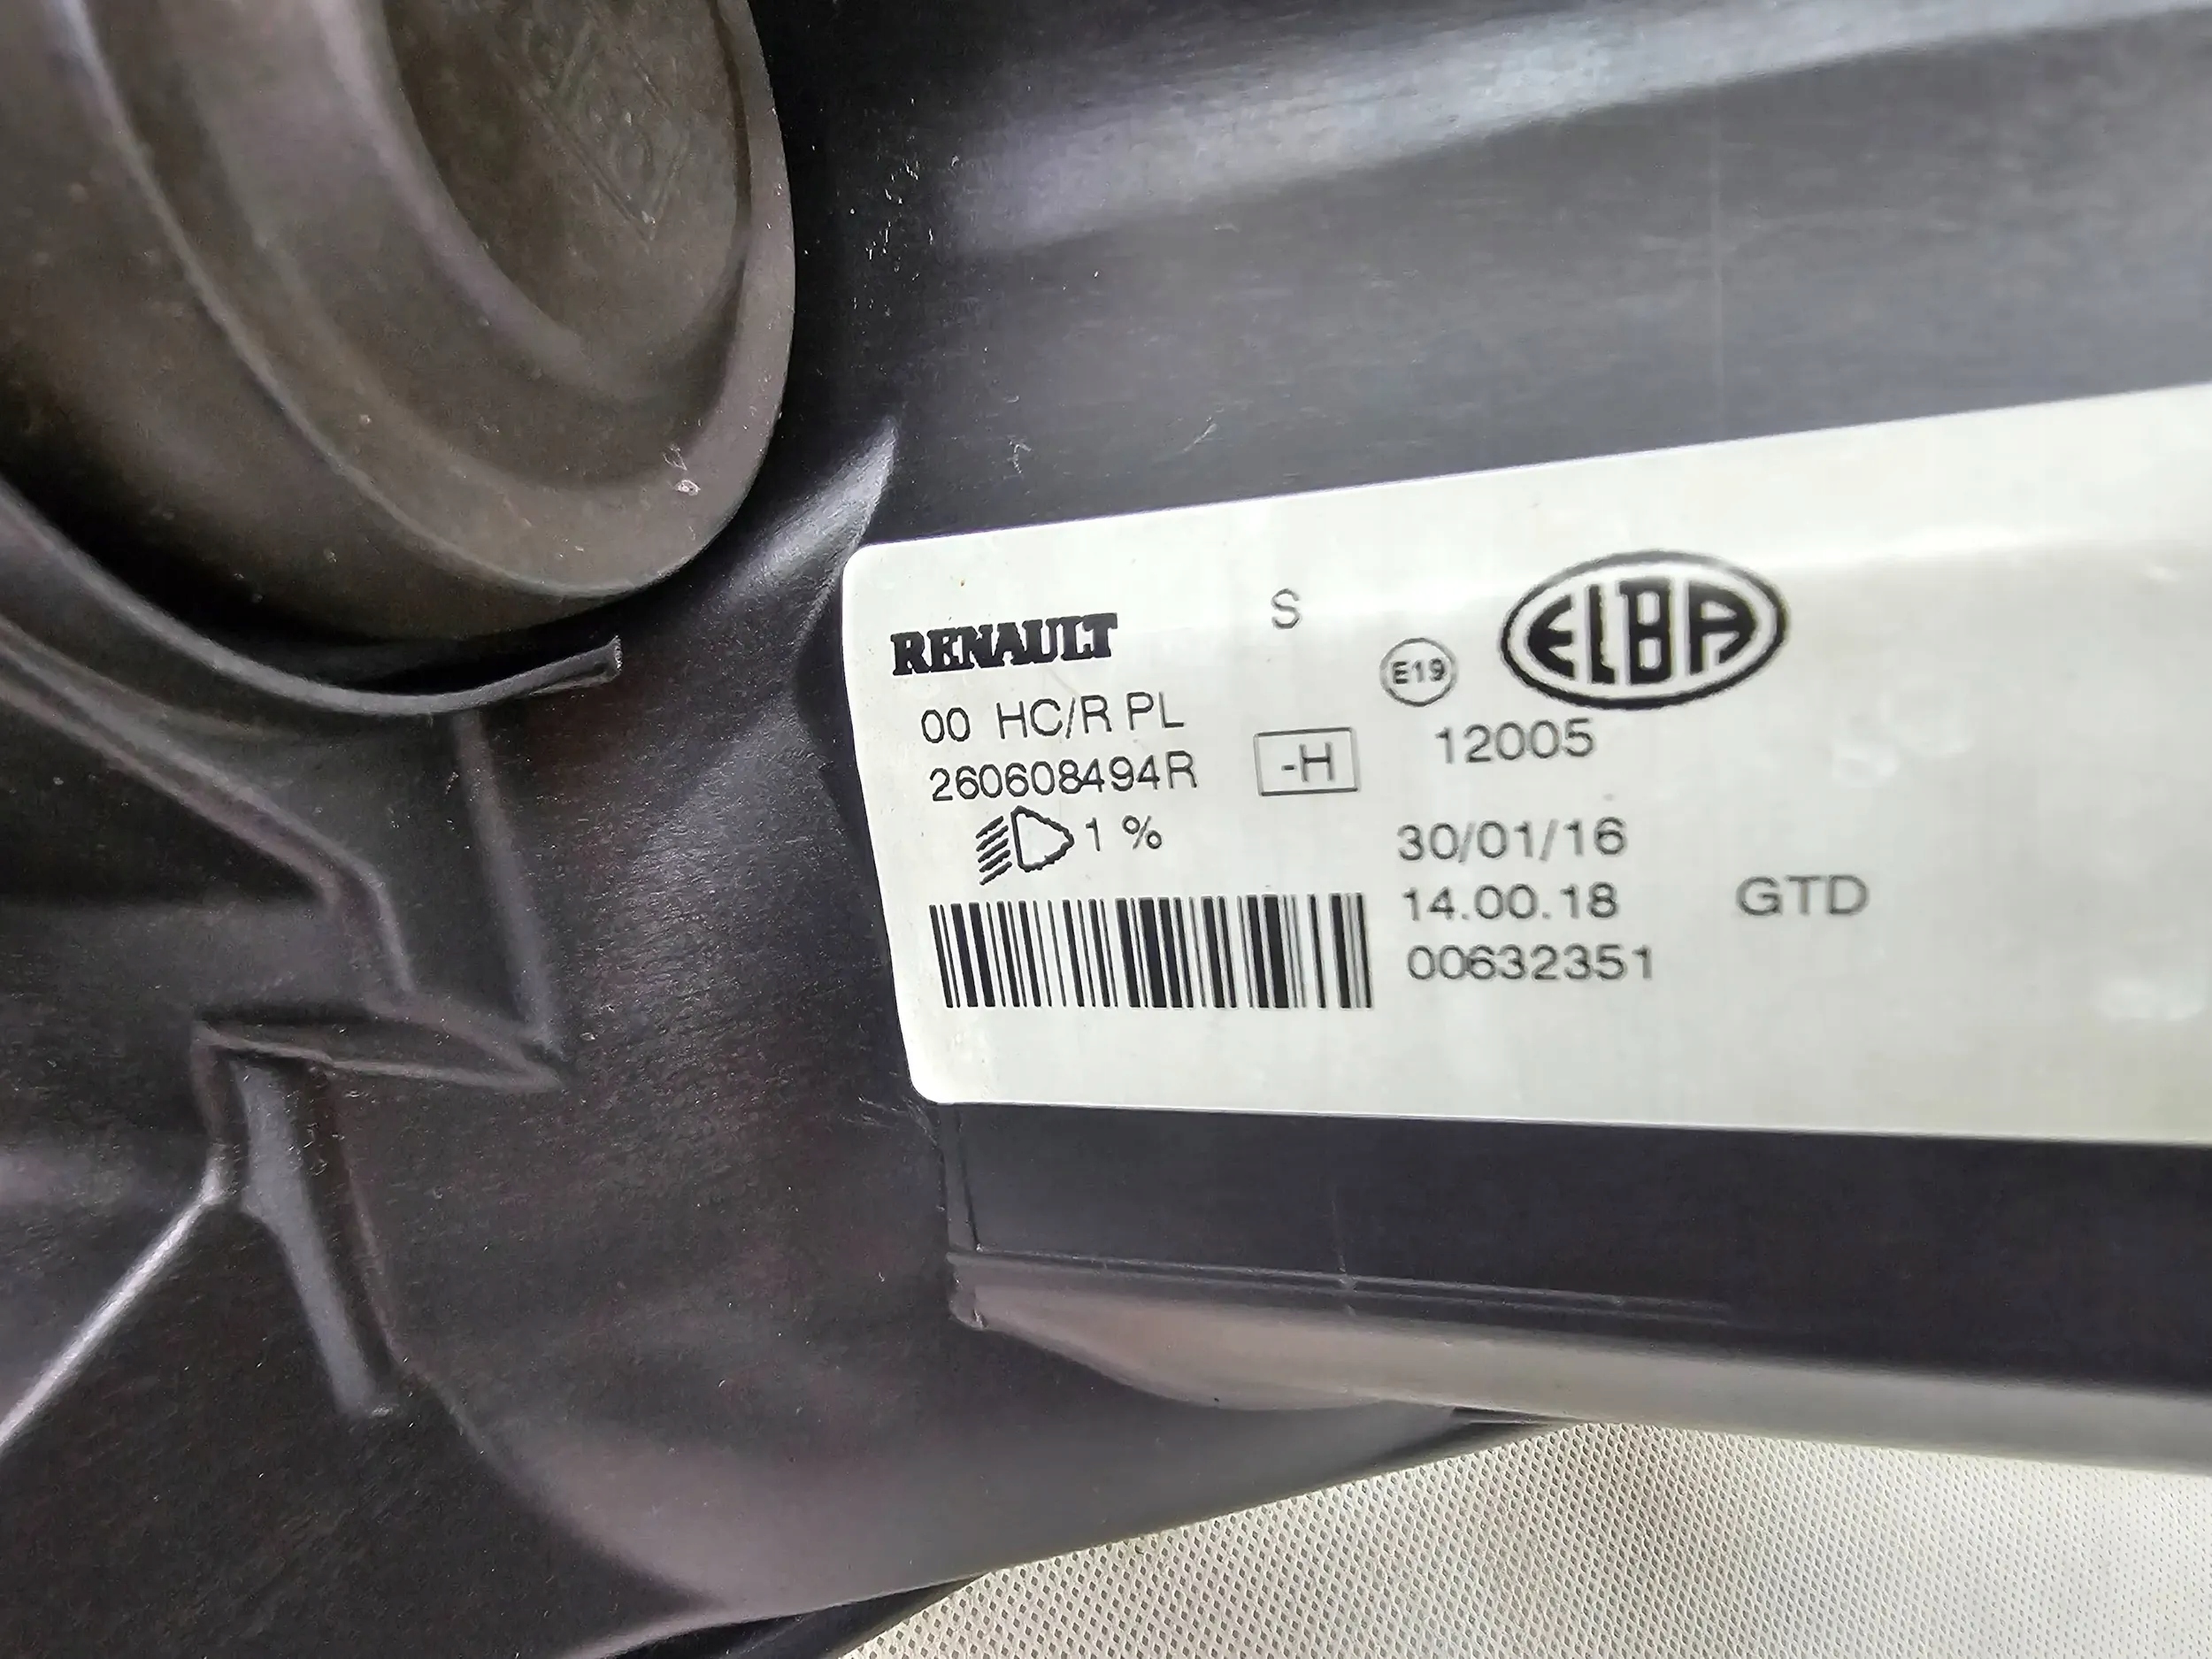 RENAULT
S
E19
ELBA
00 HC/R PL
260608494R
-H
12005
1 %
30/01/16
14.00.18
GTD
00632351